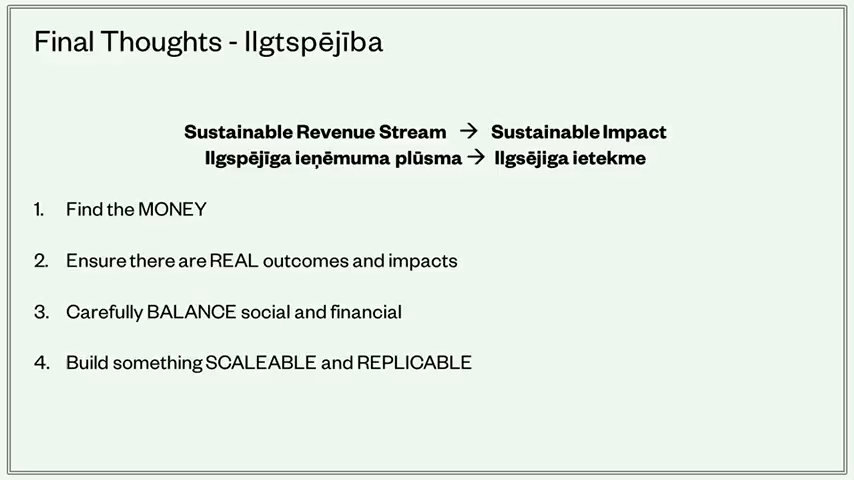 Final Thoughts - Ilgtspējība
Sustainable Revenue Stream → Sustainable Impact
Ilgspējīga ieņēmuma plūsma → Ilgsējiga ietekme
1. Find the MONEY
2. Ensure there are REAL outcomes and impacts
3. Carefully BALANCE social and financial
4. Build something SCALEABLE and REPLICABLE